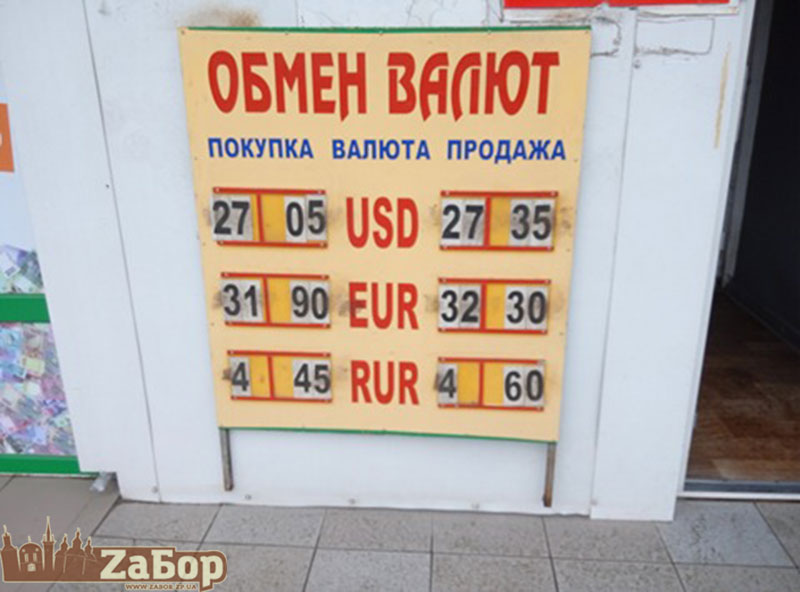 ОБМЕН ВАЛЮТ
ПОКУПКА ВАЛЮТА ПРОДАЖА
27 05 USD 27 35
31 90 EUR 32 30
4 45 RUR 4 60
ZаБор
WWW.ZABOR.ZP.UA